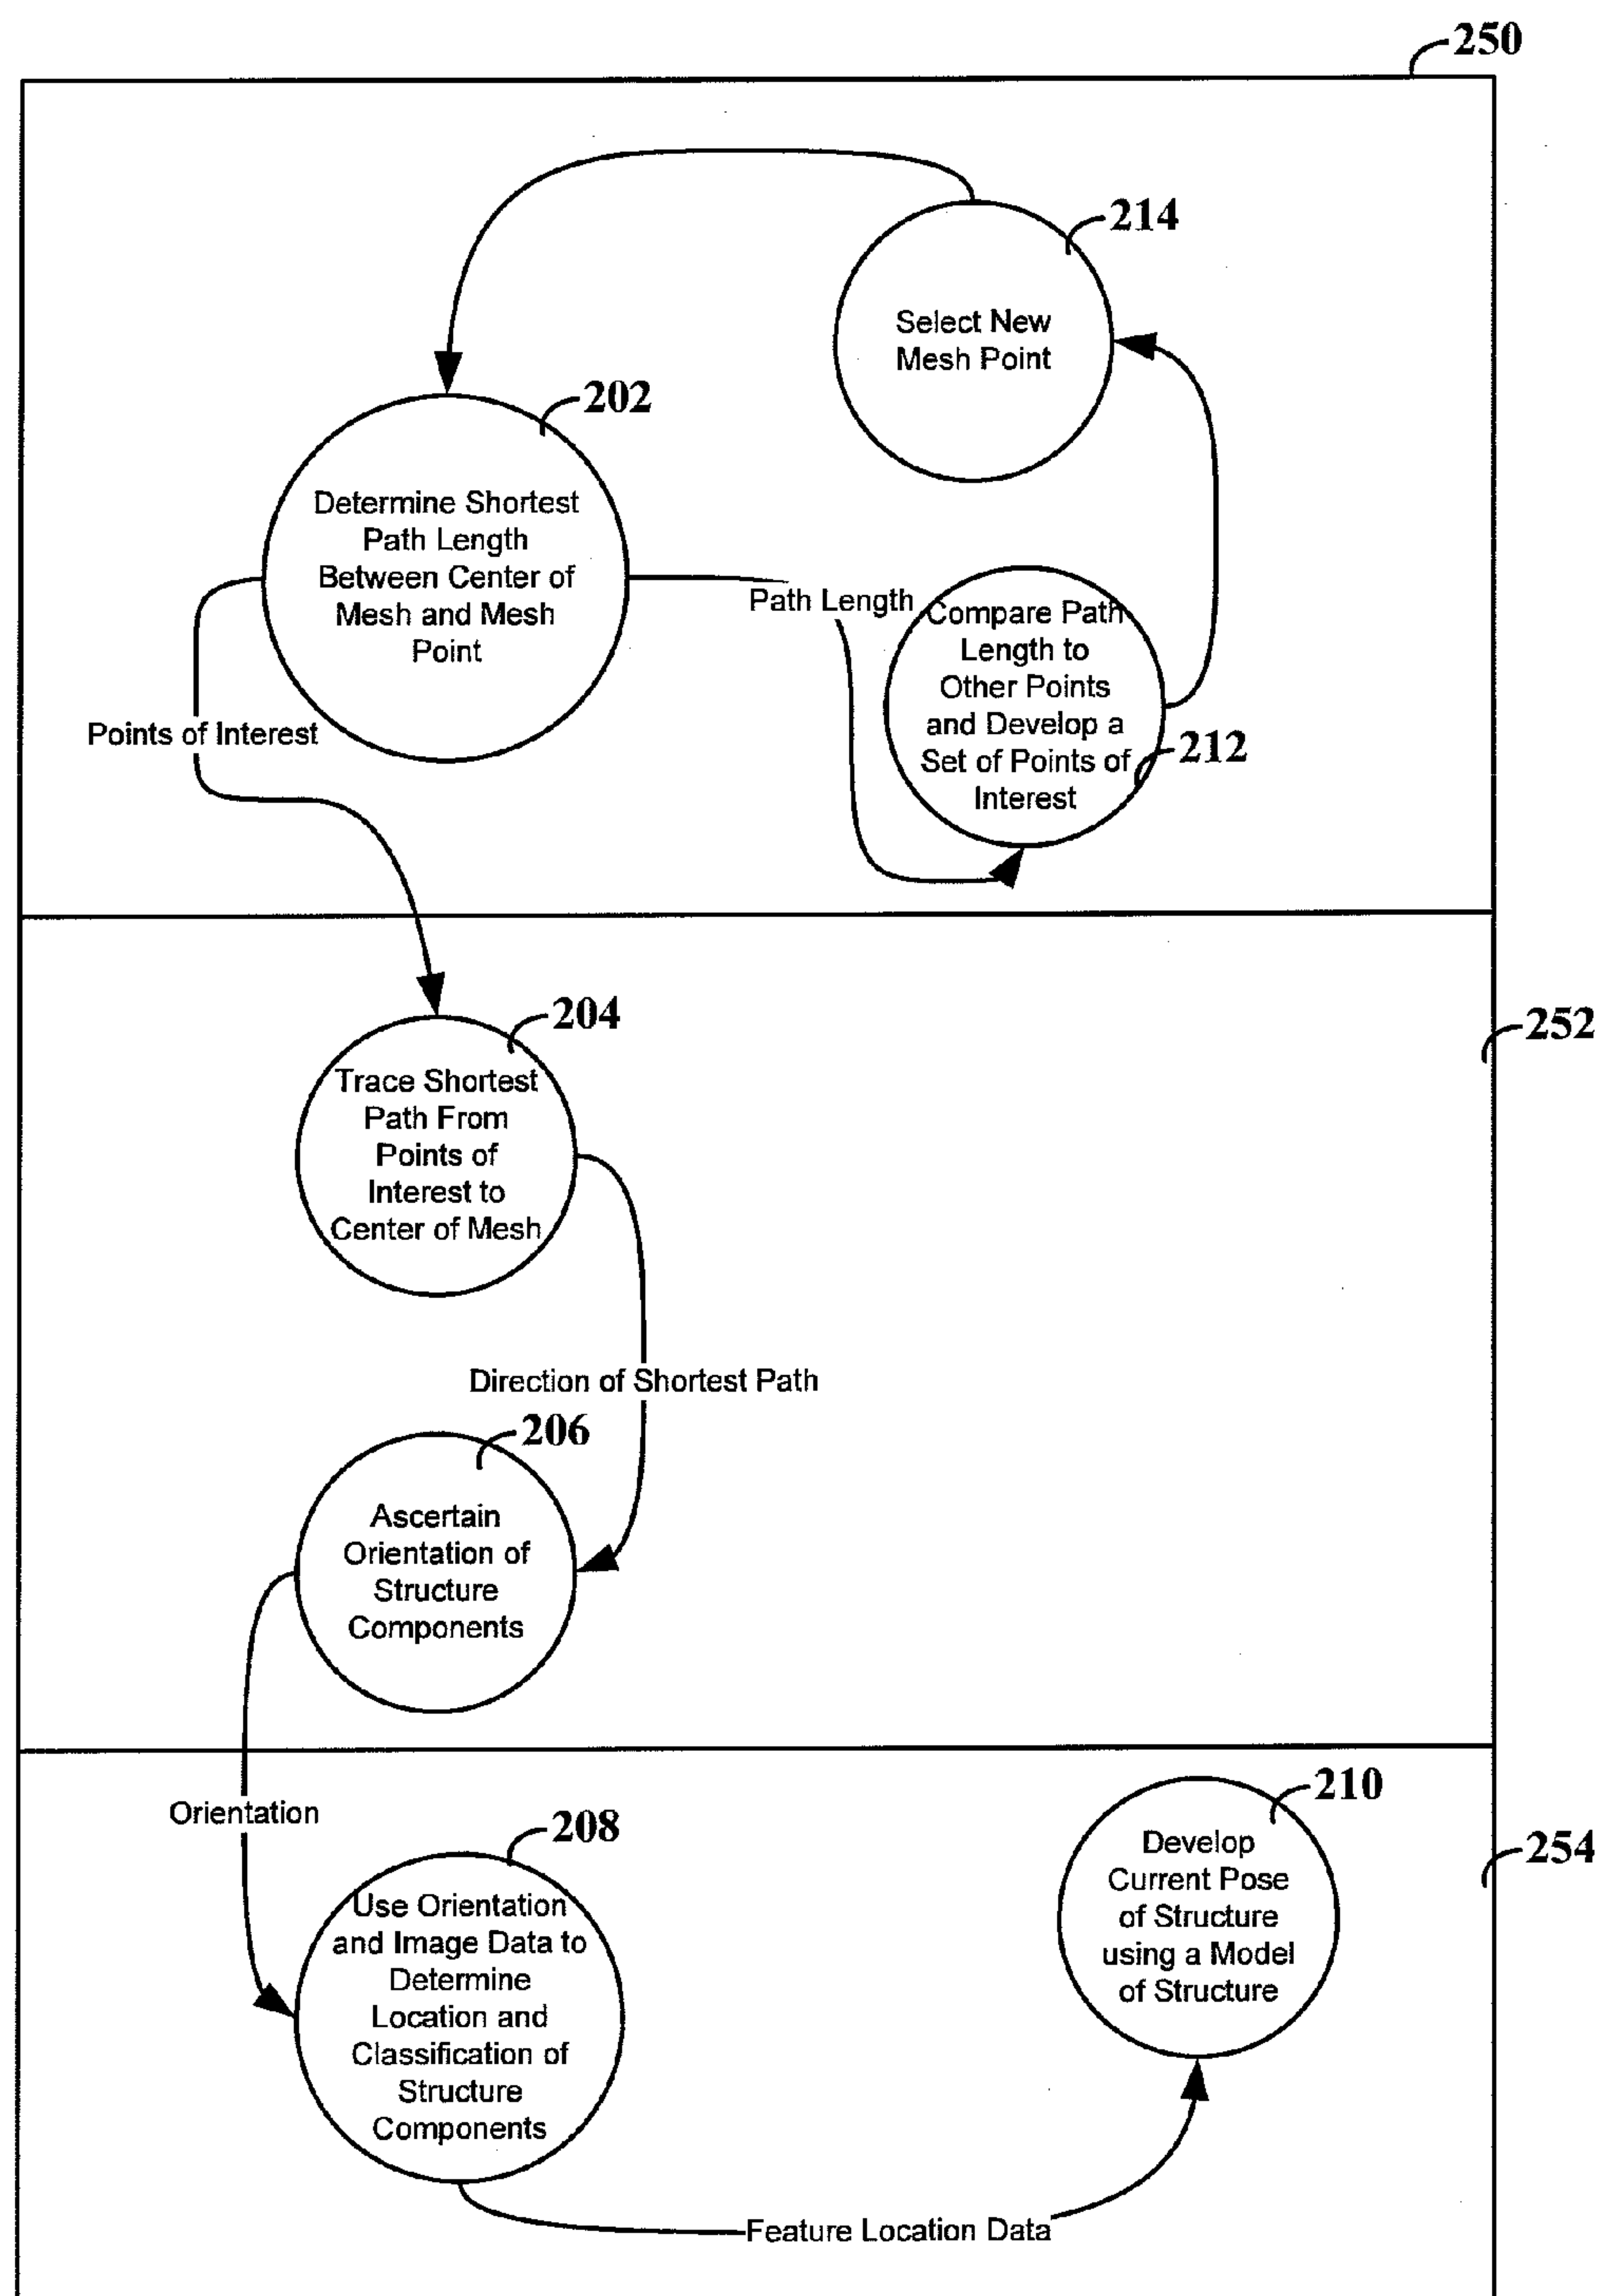 250
214
Select New
Mesh Point
202
Determine Shortest
Path Length
Between Center of
Mesh and Mesh
Point
Path Length
Compare Path
Length to
Other Points
and Develop a
Set of Points of
Interest
212
Points of Interest
204
Trace Shortest
Path From
Points of
Interest to
Center of Mesh
252
Direction of Shortest Path
206
Ascertain
Orientation of
Structure
Components
Orientation
208
Use Orientation
and Image Data to
Determine
Location and
Classification of
Structure
Components
210
Develop
Current Pose
of Structure
using a Model
of Structure
254
Feature Location Data